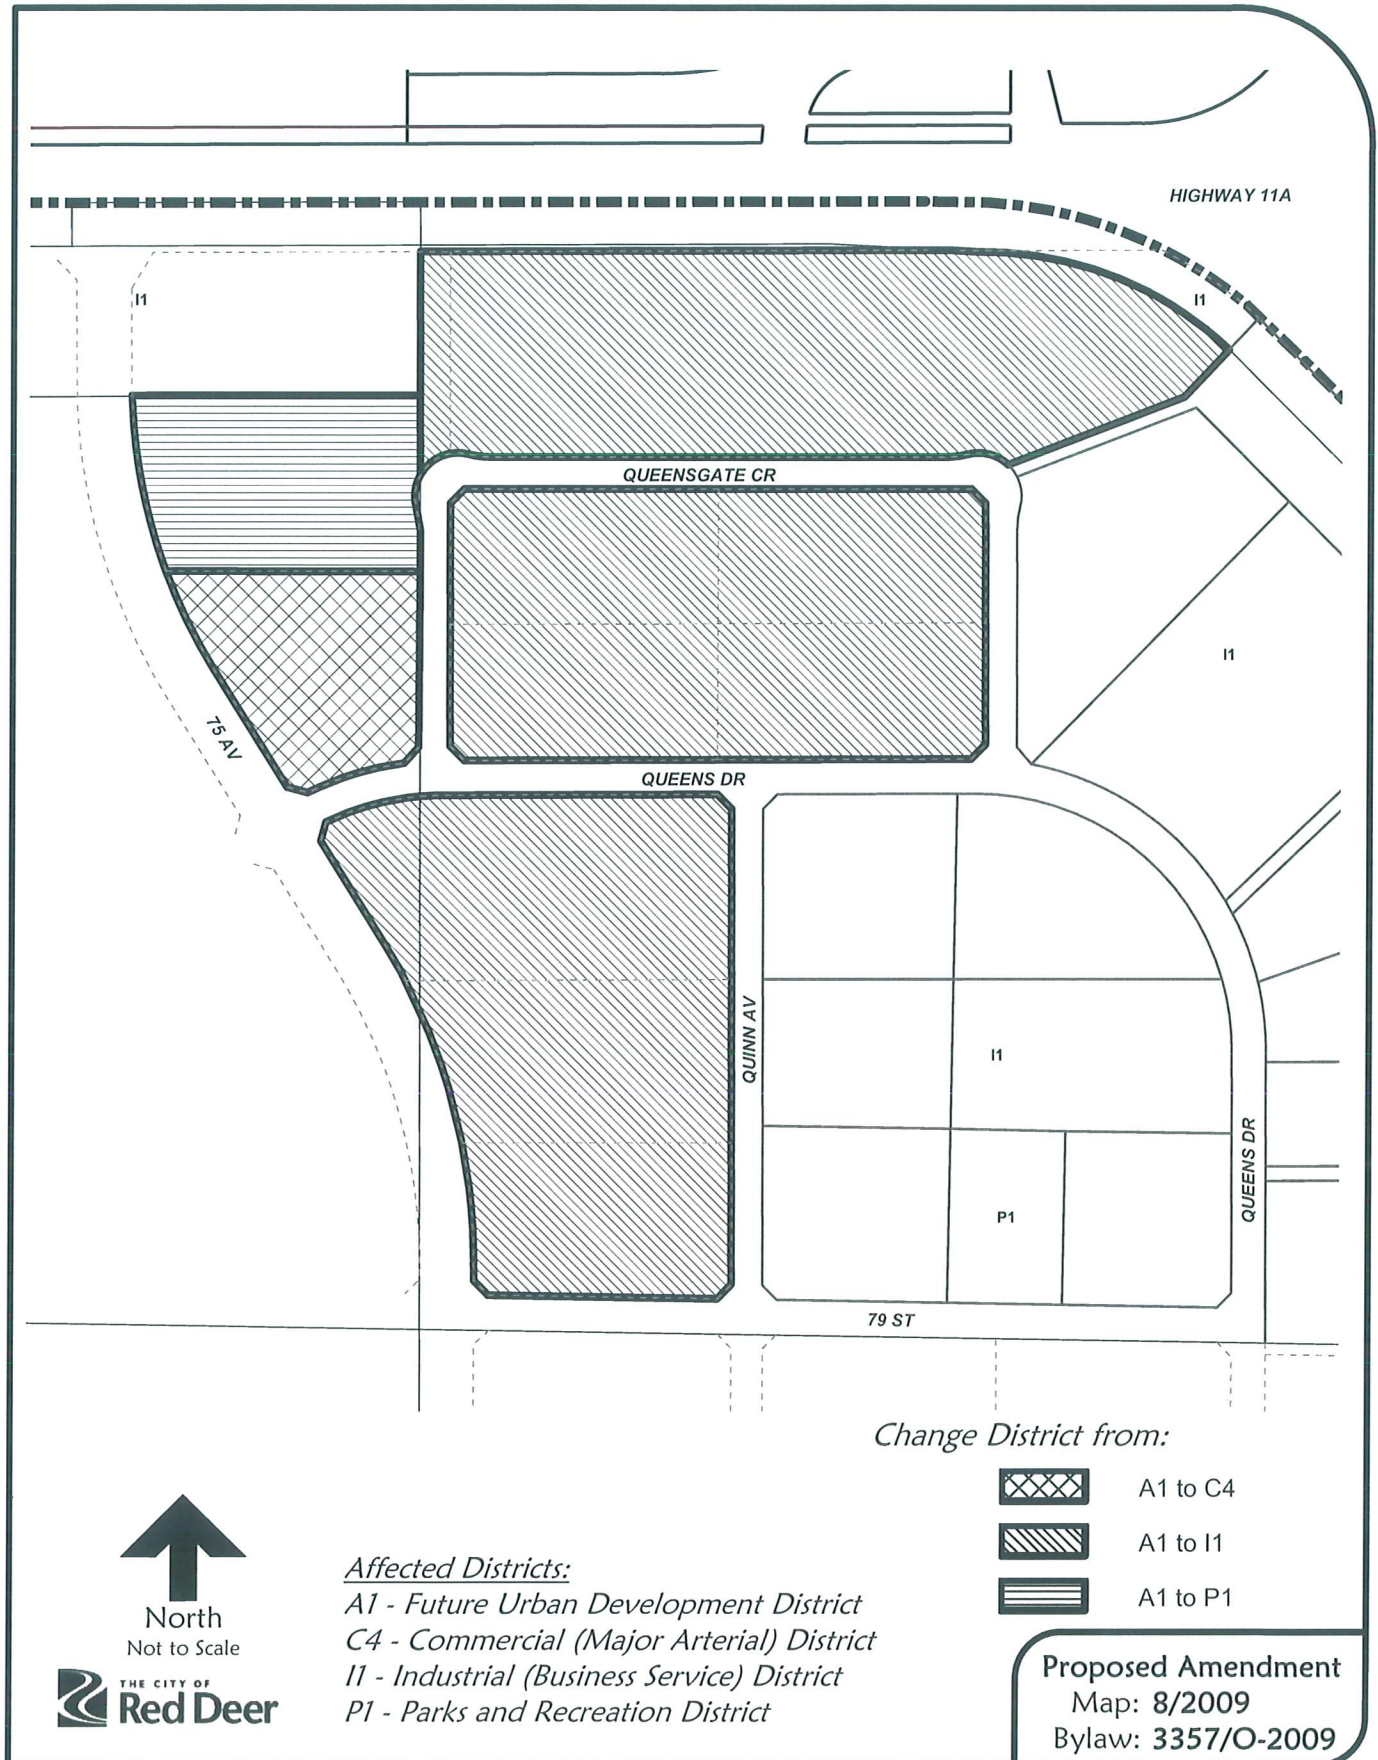 HIGHWAY 11A
I1
I1
QUEENSGATE CR
I1
75 AV
QUEENS DR
QUINN AV
I1
QUEENS DR
P1
79 ST
Change District from:
A1 to C4
A1 to I1
A1 to P1
North
Not to Scale
THE CITY OF
Red Deer
Affected Districts:
A1 - Future Urban Development District
C4 - Commercial (Major Arterial) District
I1 - Industrial (Business Service) District
P1 - Parks and Recreation District
Proposed Amendment
Map: 8/2009
Bylaw: 3357/O-2009